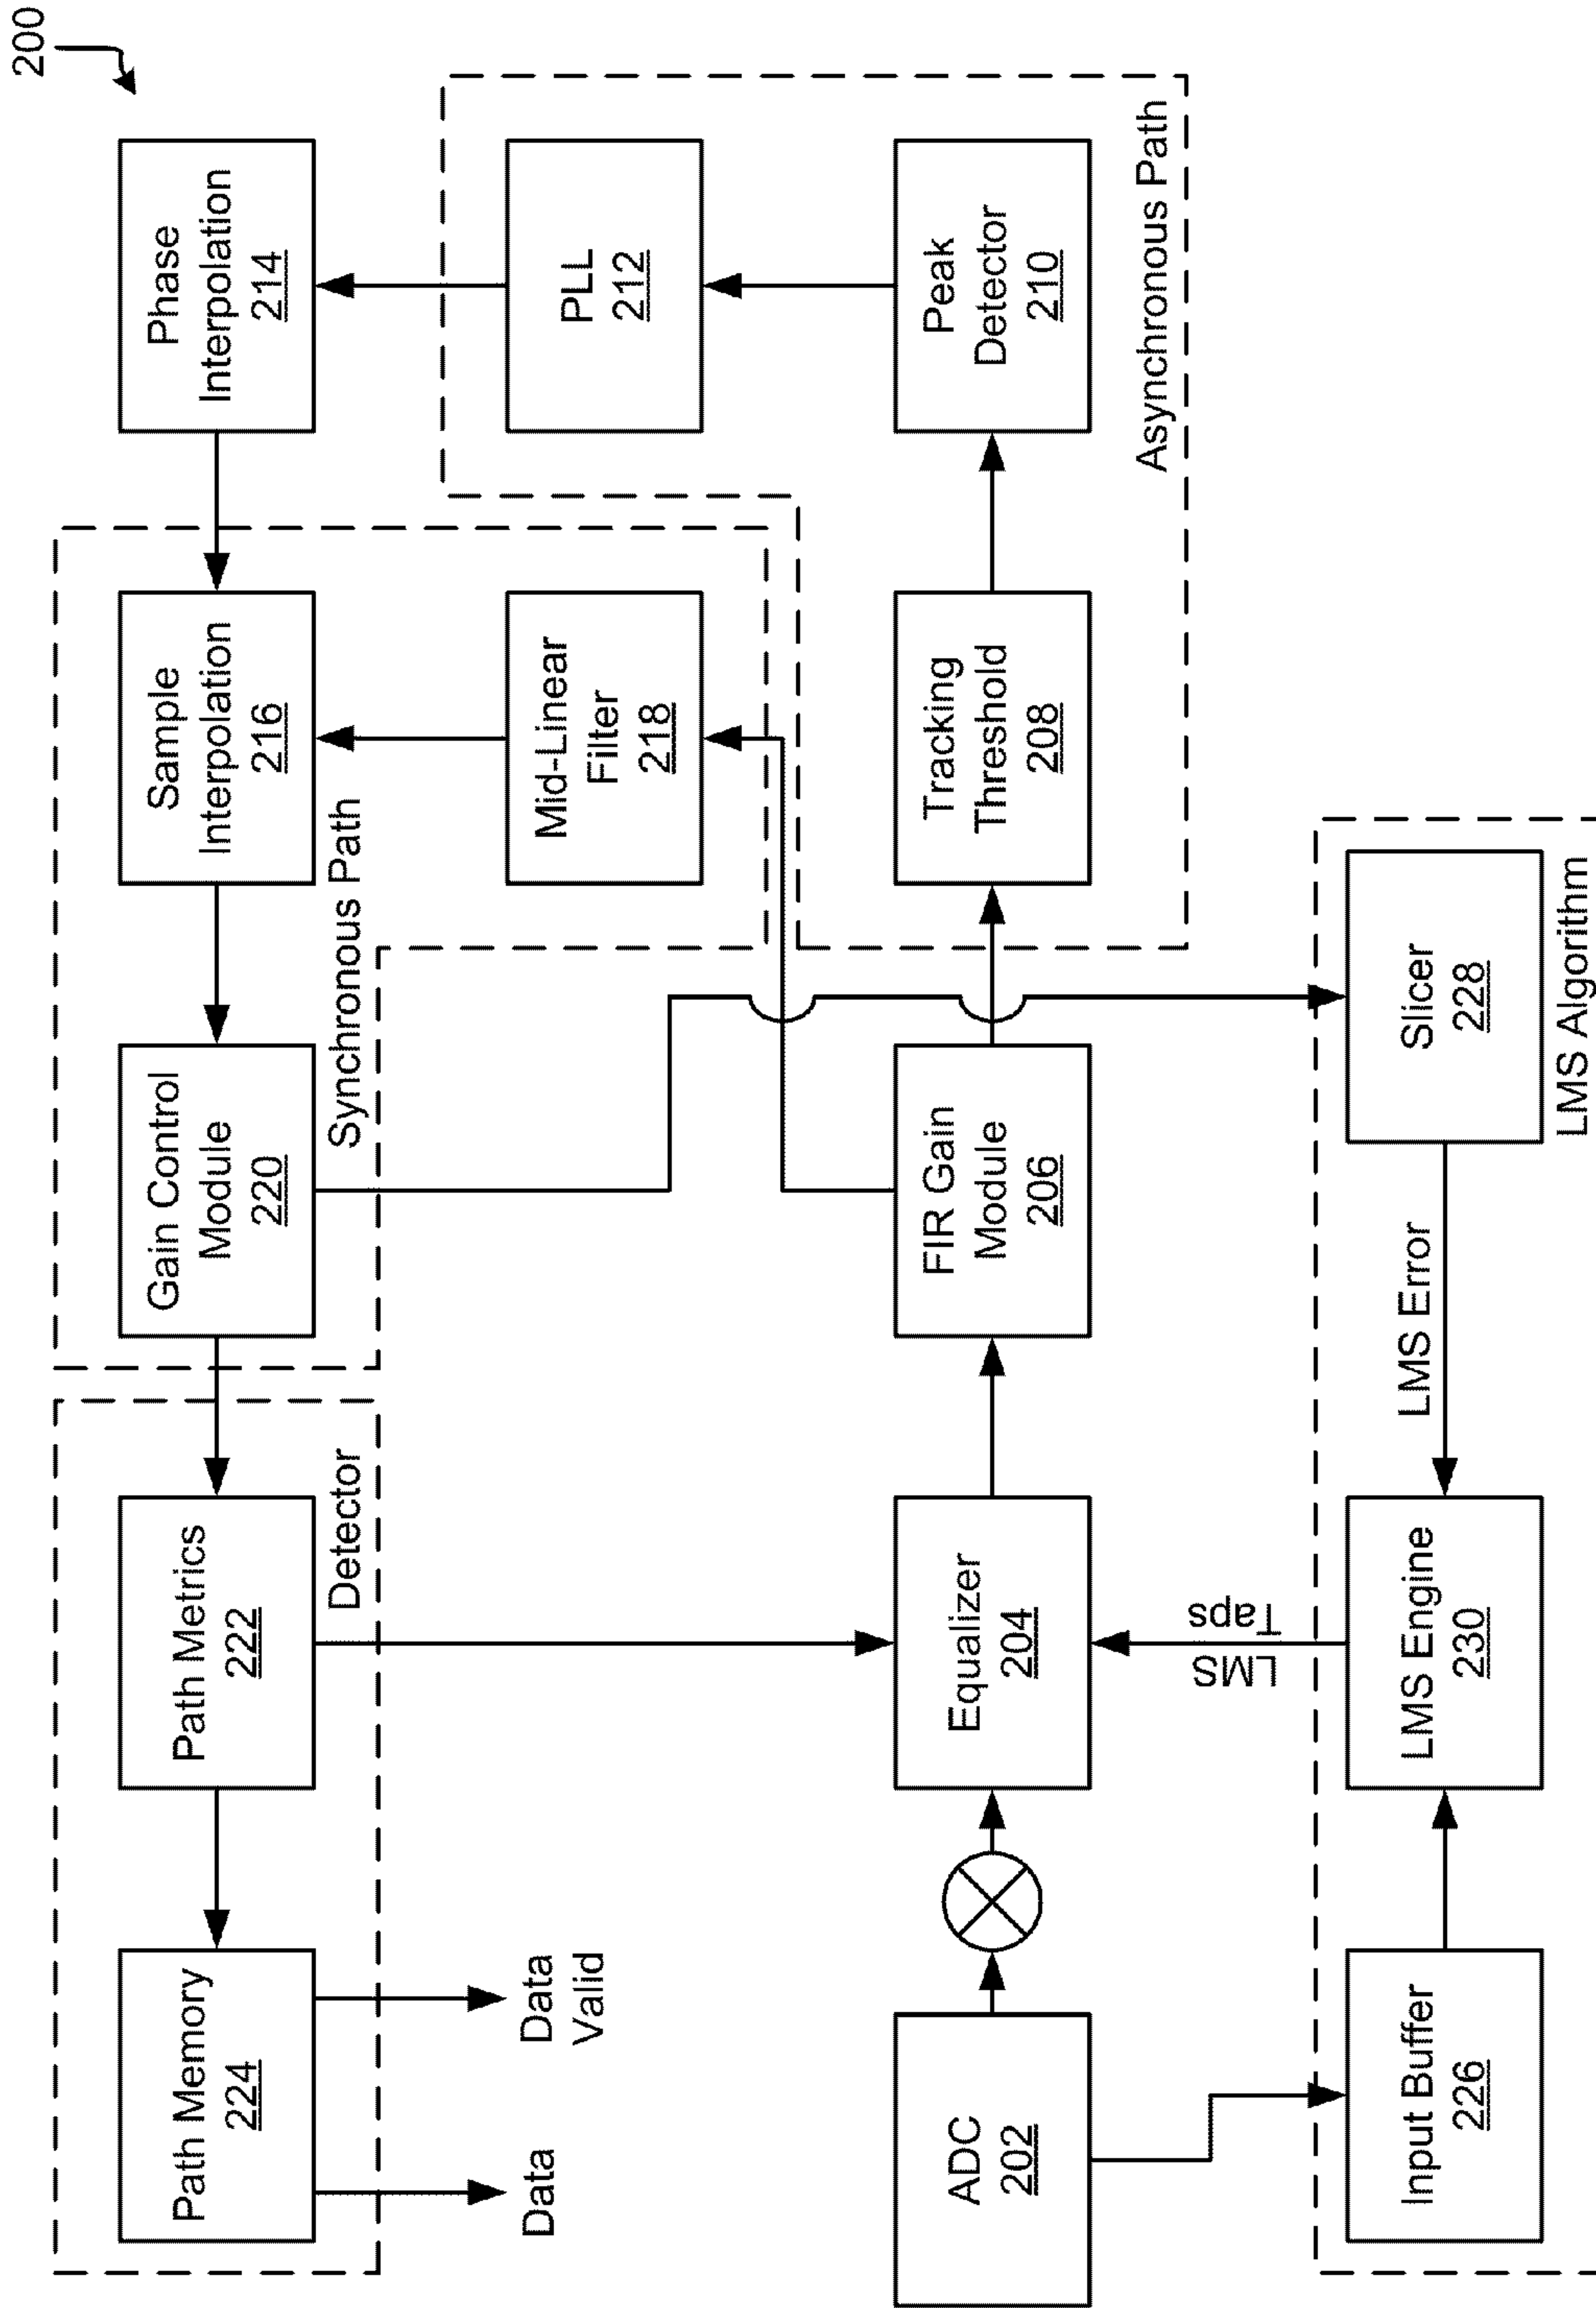 200
Path Memory
224
Path Metrics
222
Gain Control
Module
220
Sample
Interpolation
216
Phase
Interpolation
214
Detector
Synchronous Path
Data
Data
Valid
Mid-Linear
Filter
218
PLL
212
ADC
202
Equalizer
204
FIR Gain
Module
206
Tracking
Threshold
208
Peak
Detector
210
Asynchronous Path
LMS
Taps
Input Buffer
226
LMS Engine
230
LMS Error
Slicer
228
LMS Algorithm